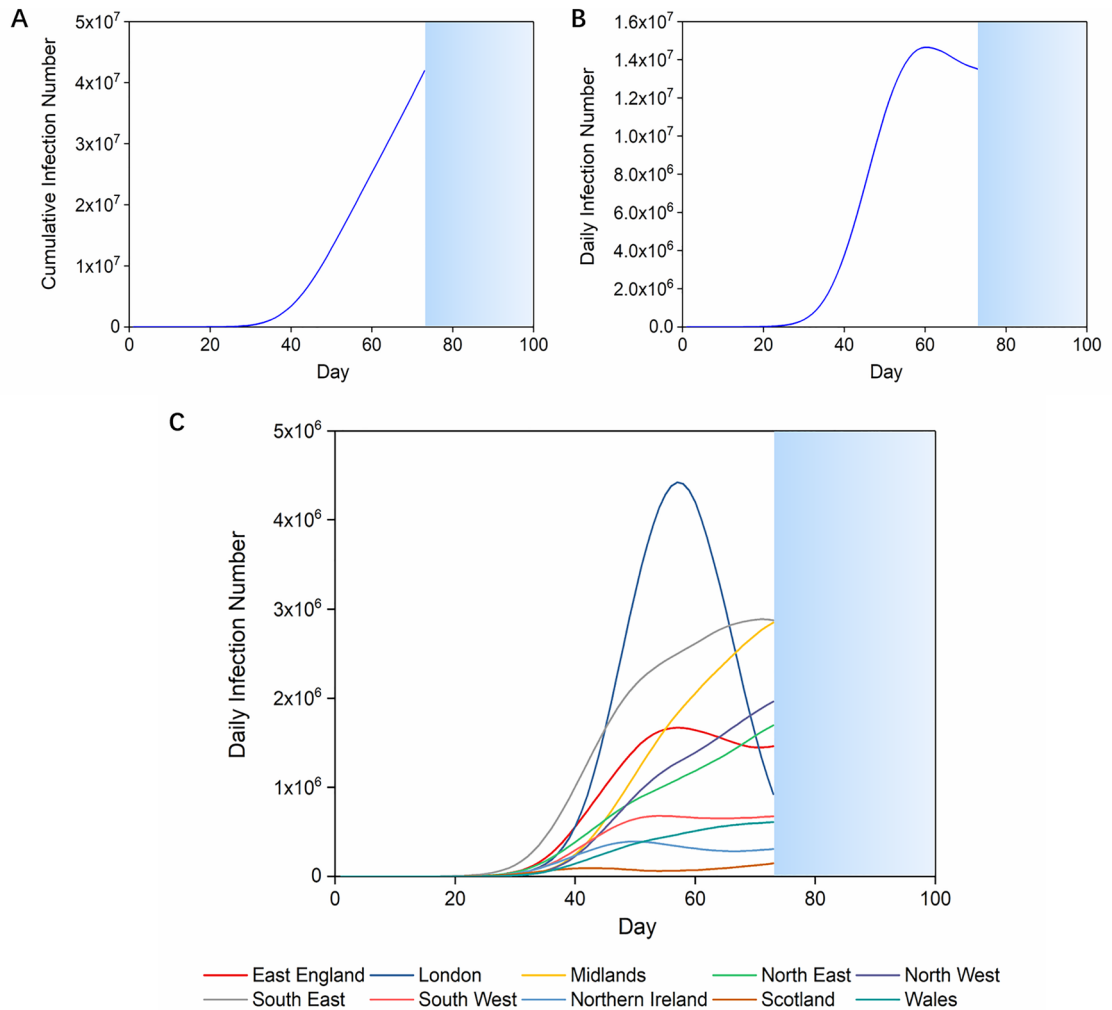 A
Cumulative Infection Number
5x10⁷
4x10⁷
3x10⁷
2x10⁷
1x10⁷
0
0 20 40 60 80 100
Day
B
Daily Infection Number
1.6x10⁷
1.4x10⁷
1.2x10⁷
1.0x10⁷
8.0x10⁶
6.0x10⁶
4.0x10⁶
2.0x10⁶
0.0
0 20 40 60 80 100
Day
C
Daily Infection Number
5x10⁶
4x10⁶
3x10⁶
2x10⁶
1x10⁶
0
0 20 40 60 80 100
Day
East England London Midlands North East North West
South East South West Northern Ireland Scotland Wales